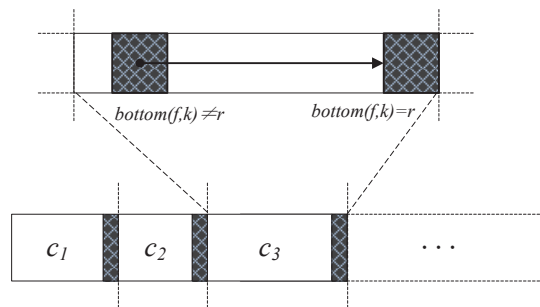 bottom(f,k)≠r
bottom(f,k)=r
c₁ c₂ c₃ ···